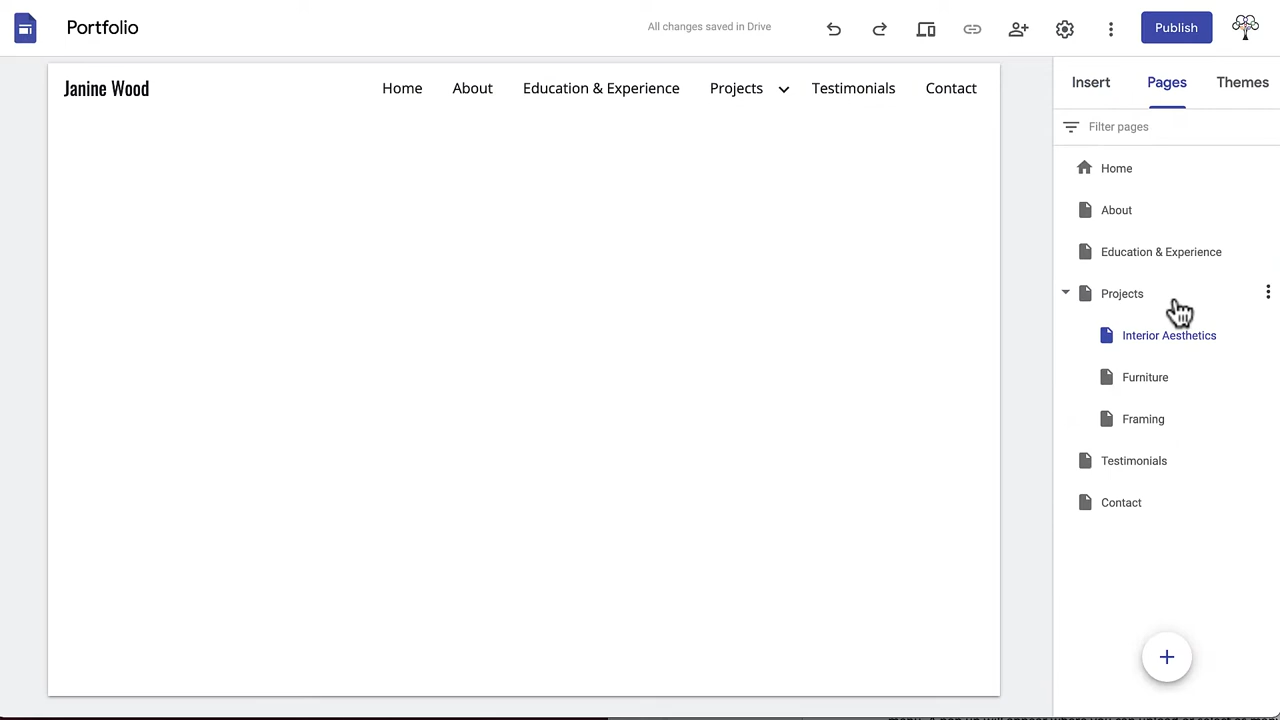 Portfolio
All changes saved in Drive
Publish
Janine Wood
Home About Education & Experience Projects Testimonials Contact
Insert Pages Themes
Filter pages
Home
About
Education & Experience
Projects
Interior Aesthetics
Furniture
Framing
Testimonials
Contact